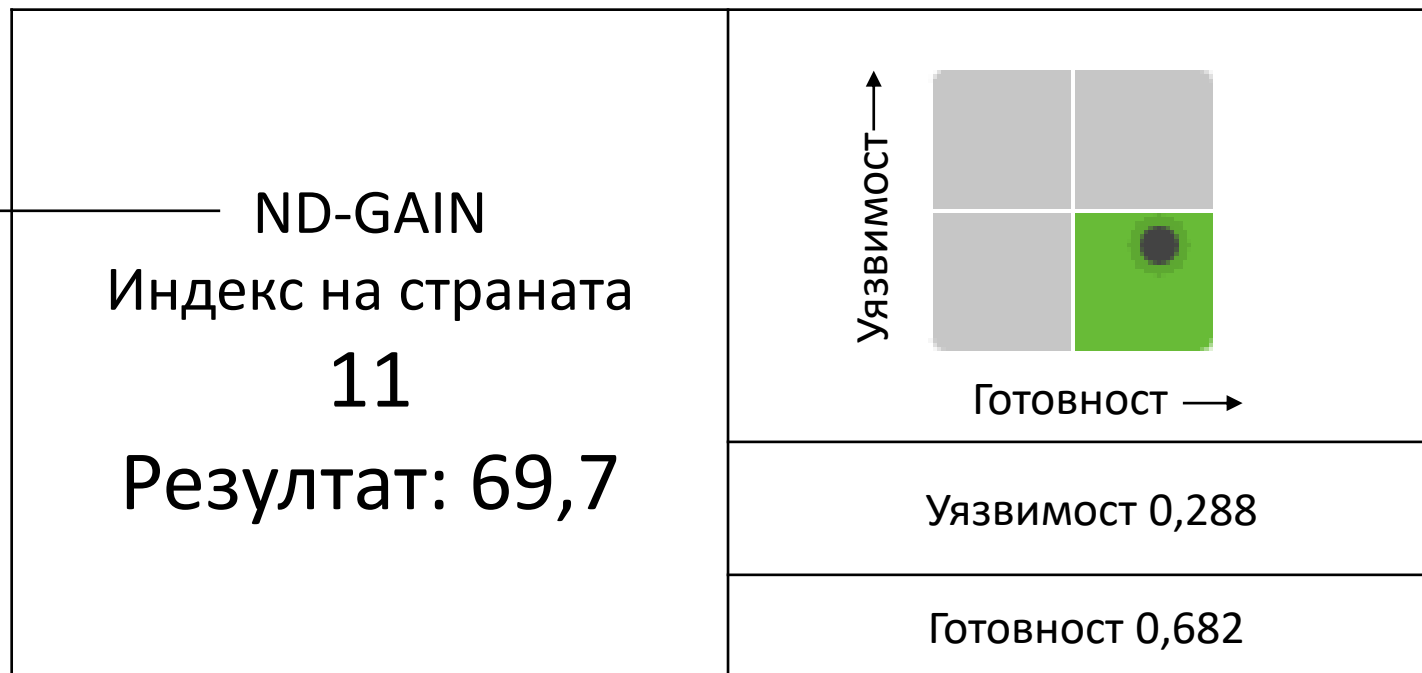 ND-GAIN
Индекс на страната
11
Резултат: 69,7
Уязвимост
Готовност
Уязвимост 0,288
Готовност 0,682